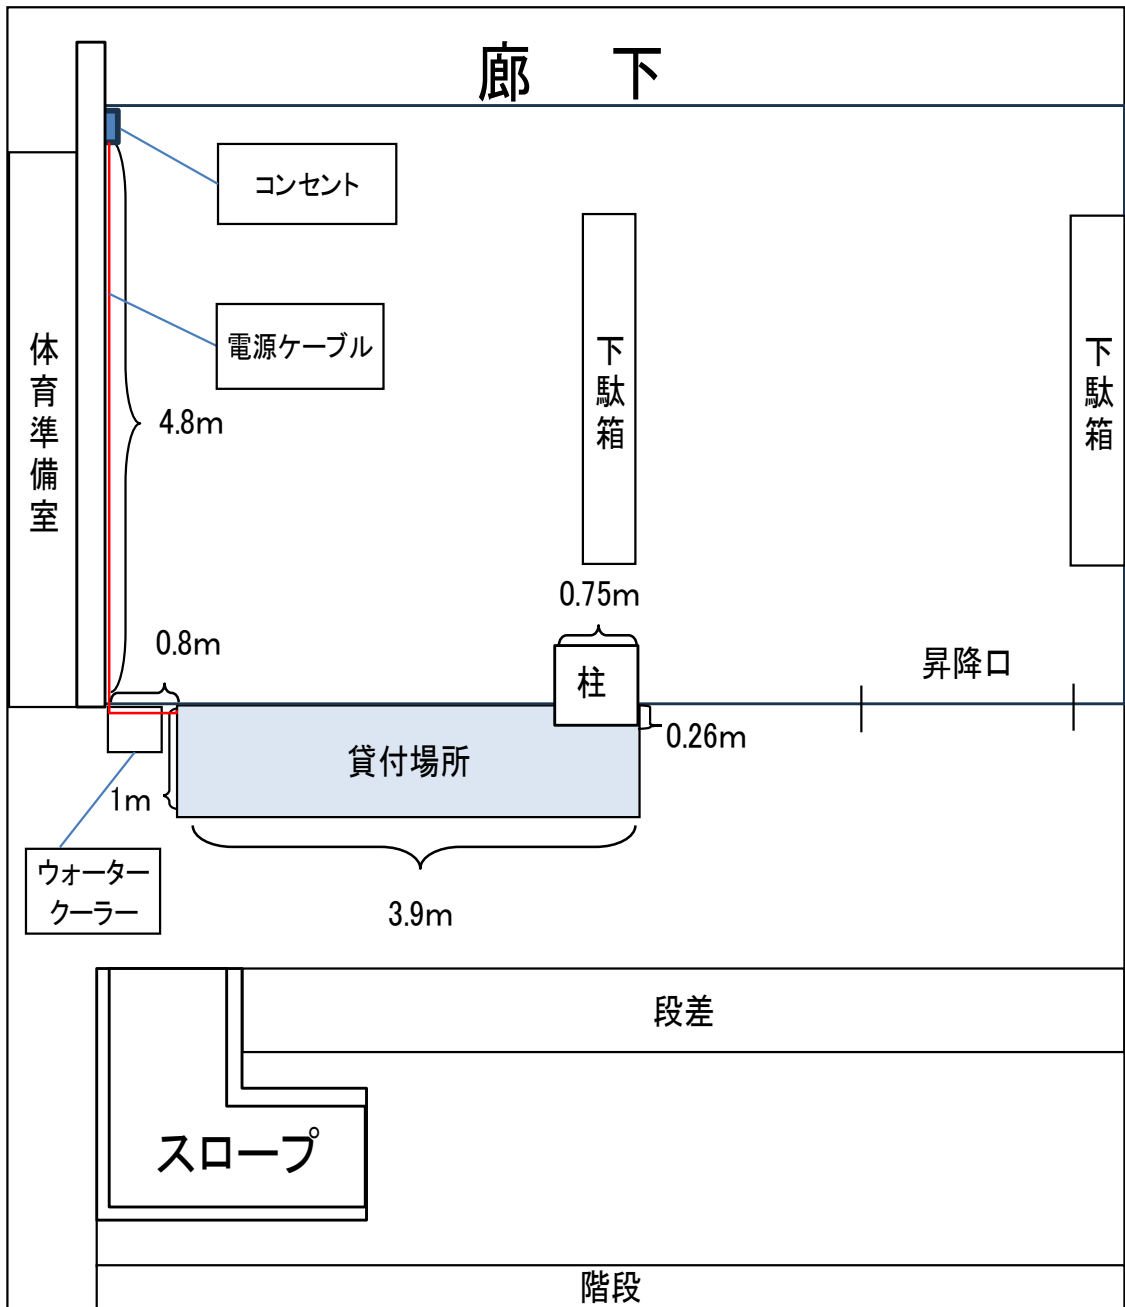 廊　下
コンセント
電源ケーブル
体育準備室
下駄箱
下駄箱
4.8m
0.75m
0.8m
柱
昇降口
0.26m
貸付場所
1m
ウォーター
クーラー
3.9m
段差
スロープ
階段